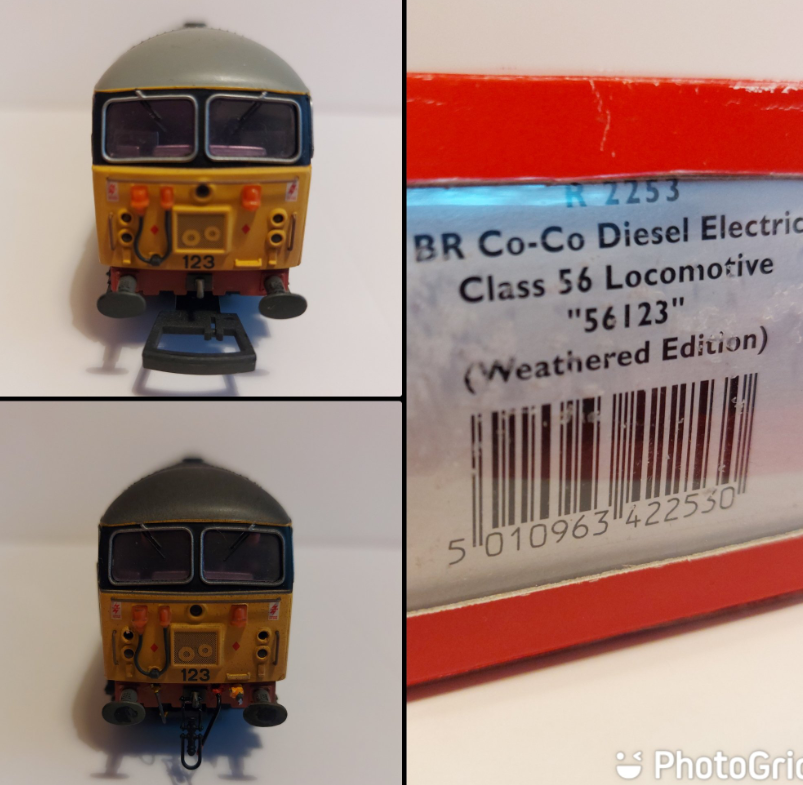 123
123
R 2253
BR Co-Co Diesel Electric
Class 56 Locomotive
"56123"
(Weathered Edition)
5 010963 422530
PhotoGrid